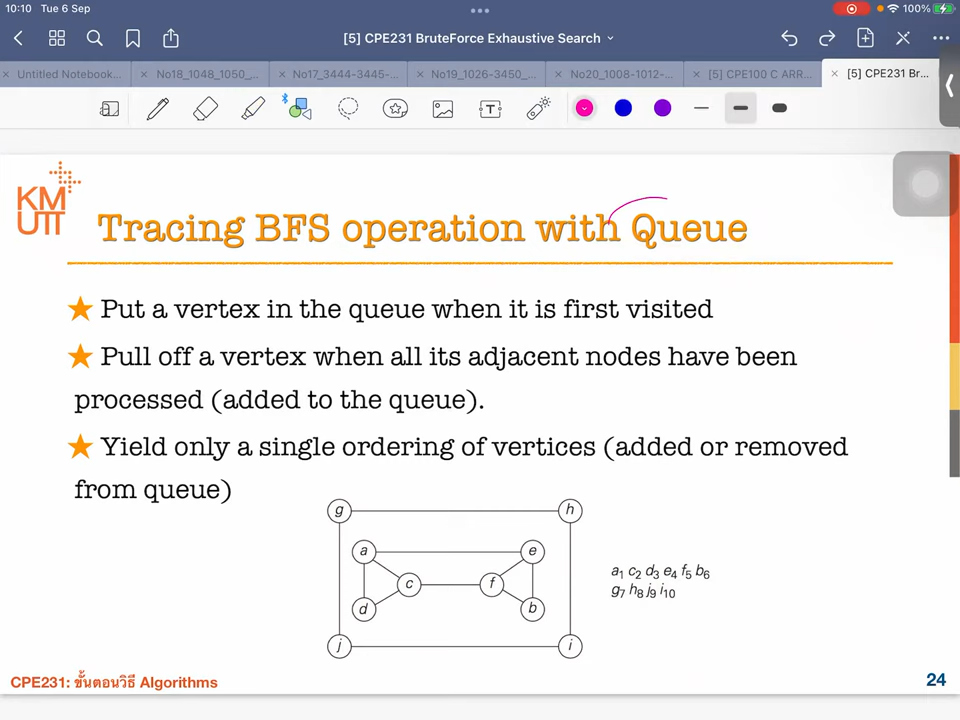 10:10 Tue 6 Sep
100%
[5] CPE231 BruteForce Exhaustive Search
Untitled Notebook...
No18_1048_1050_...
No17_3444-3445-...
No19_1026-3450_...
No20_1008-1012-...
[5] CPE100 C ARR...
[5] CPE231 Br...
T
KM
UTT
Tracing BFS operation with Queue
Put a vertex in the queue when it is first visited
Pull off a vertex when all its adjacent nodes have been
processed (added to the queue).
Yield only a single ordering of vertices (added or removed
from queue)
g h
a e
c f
d b
j i
a1 c2 d3 e4 f5 b6
g7 h8 j9 i10
CPE231: ขั้นตอนวิธี Algorithms
24